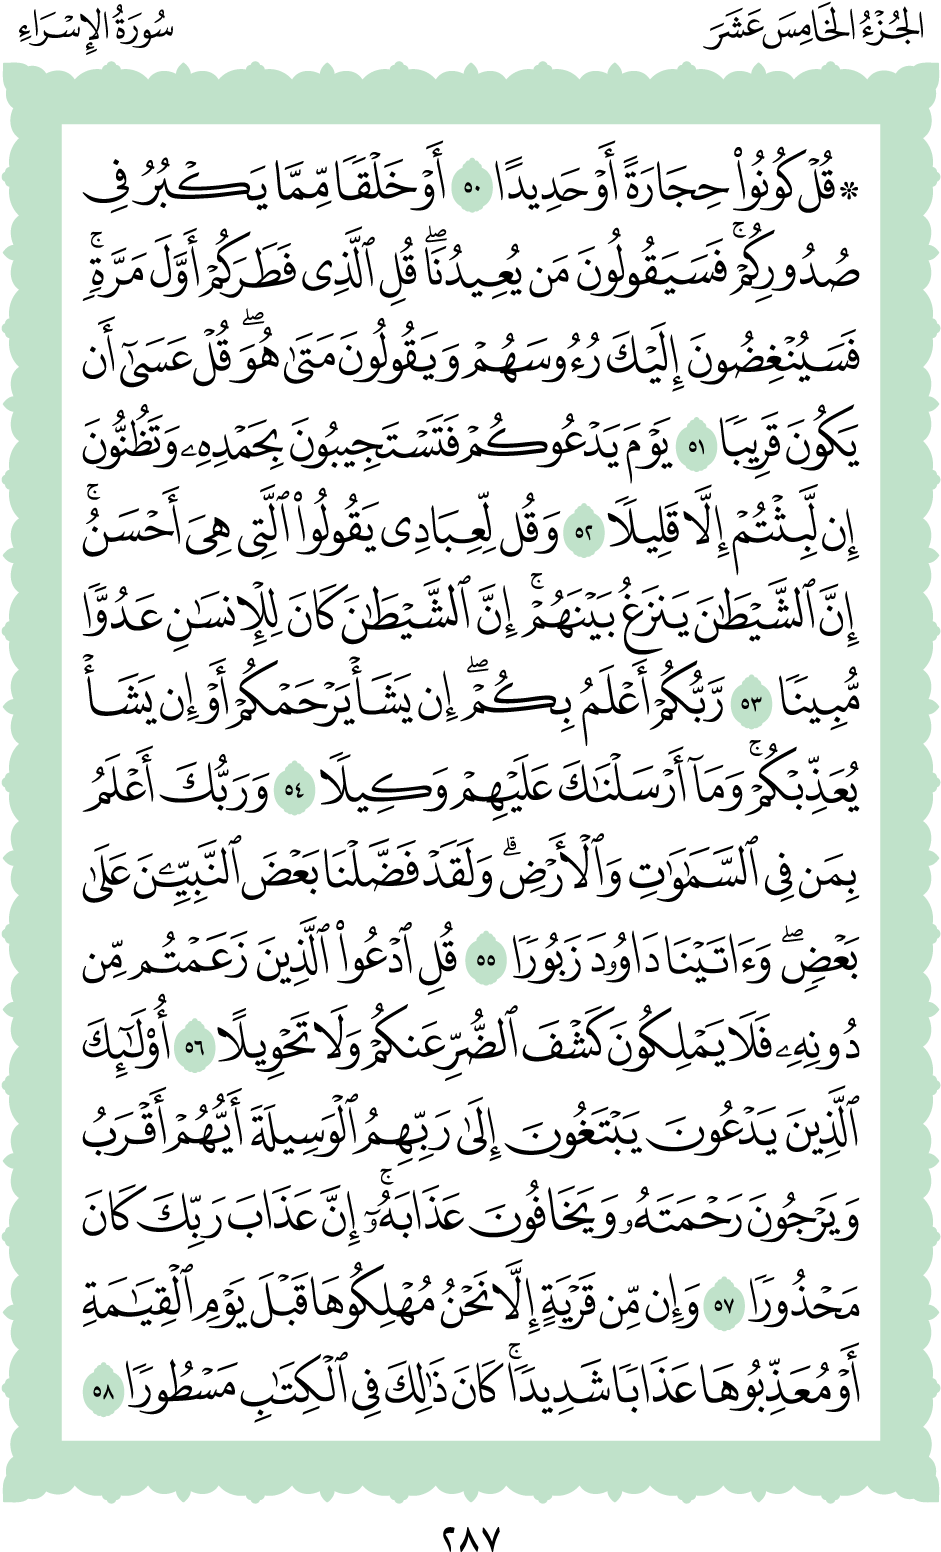 الجُزْءُ الخَامِسَ عَشَرَ
سُورَةُ الإِسْرَاءِ
۞ قُلْ كُونُوا۟ حِجَارَةً أَوْ حَدِيدًا ٥٠ أَوْ خَلْقًا مِّمَّا يَكْبُرُ فِى
صُدُورِكُمْ ۚ فَسَيَقُولُونَ مَن يُعِيدُنَا ۖ قُلِ ٱلَّذِى فَطَرَكُمْ أَوَّلَ مَرَّةٍ ۚ
فَسَيُنْغِضُونَ إِلَيْكَ رُءُوسَهُمْ وَيَقُولُونَ مَتَىٰ هُوَ ۖ قُلْ عَسَىٰٓ أَن
يَكُونَ قَرِيبًا ٥١ يَوْمَ يَدْعُوكُمْ فَتَسْتَجِيبُونَ بِحَمْدِهِۦ وَتَظُنُّونَ
إِن لَّبِثْتُمْ إِلَّا قَلِيلًا ٥٢ وَقُل لِّعِبَادِى يَقُولُوا۟ ٱلَّتِى هِىَ أَحْسَنُ ۚ
إِنَّ ٱلشَّيْطَٰنَ يَنزَغُ بَيْنَهُمْ ۚ إِنَّ ٱلشَّيْطَٰنَ كَانَ لِلْإِنسَٰنِ عَدُوًّا
مُّبِينًا ٥٣ رَّبُّكُمْ أَعْلَمُ بِكُمْ ۖ إِن يَشَأْ يَرْحَمْكُمْ أَوْ إِن يَشَأْ
يُعَذِّبْكُمْ ۚ وَمَآ أَرْسَلْنَٰكَ عَلَيْهِمْ وَكِيلًا ٥٤ وَرَبُّكَ أَعْلَمُ
بِمَن فِى ٱلسَّمَٰوَٰتِ وَٱلْأَرْضِ ۗ وَلَقَدْ فَضَّلْنَا بَعْضَ ٱلنَّبِيِّۦنَ عَلَىٰ
بَعْضٍ ۖ وَءَاتَيْنَا دَاوُۥدَ زَبُورًا ٥٥ قُلِ ٱدْعُوا۟ ٱلَّذِينَ زَعَمْتُم مِّن
دُونِهِۦ فَلَا يَمْلِكُونَ كَشْفَ ٱلضُّرِّ عَنكُمْ وَلَا تَحْوِيلًا ٥٦ أُو۟لَٰٓئِكَ
ٱلَّذِينَ يَدْعُونَ يَبْتَغُونَ إِلَىٰ رَبِّهِمُ ٱلْوَسِيلَةَ أَيُّهُمْ أَقْرَبُ
وَيَرْجُونَ رَحْمَتَهُۥ وَيَخَافُونَ عَذَابَهُۥٓ ۚ إِنَّ عَذَابَ رَبِّكَ كَانَ
مَحْذُورًا ٥٧ وَإِن مِّن قَرْيَةٍ إِلَّا نَحْنُ مُهْلِكُوهَا قَبْلَ يَوْمِ ٱلْقِيَٰمَةِ
أَوْ مُعَذِّبُوهَا عَذَابًا شَدِيدًا ۚ كَانَ ذَٰلِكَ فِى ٱلْكِتَٰبِ مَسْطُورًا ٥٨
٢٨٧